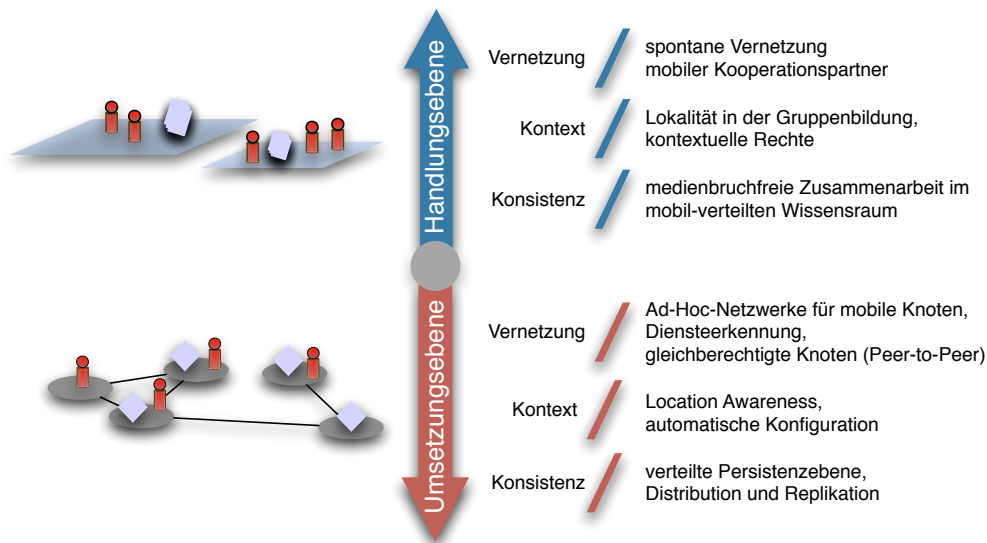 Handlungsebene
Vernetzung
spontane Vernetzung
mobiler Kooperationspartner
Kontext
Lokalität in der Gruppenbildung,
kontextuelle Rechte
Konsistenz
medienbruchfreie Zusammenarbeit im
mobil-verteilten Wissensraum
Umsetzungsebene
Vernetzung
Ad-Hoc-Netzwerke für mobile Knoten,
Diensteerkennung,
gleichberechtigte Knoten (Peer-to-Peer)
Kontext
Location Awareness,
automatische Konfiguration
Konsistenz
verteilte Persistenzebene,
Distribution und Replikation